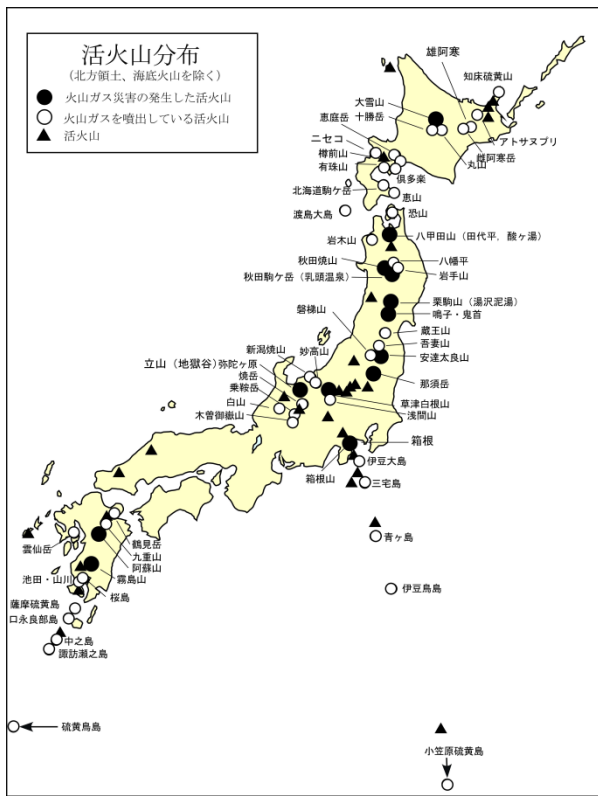 活火山分布
(北方領土、海底火山を除く)
火山ガス災害の発生した活火山
火山ガスを噴出している活火山
活火山
雄阿寒
知床硫黄山
大雪山
十勝岳
恵庭岳
ニセコ
樽前山
有珠山
アトサヌプリ
雌阿寒岳
丸山
倶多楽
北海道駒ケ岳
恵山
渡島大島
恐山
岩木山
八甲田山(田代平、酸ヶ湯)
秋田焼山
八幡平
秋田駒ケ岳(乳頭温泉)
岩手山
栗駒山(湯沢泥湯)
鳴子・鬼首
磐梯山
蔵王山
吾妻山
安達太良山
新潟焼山
妙高山
立山(地獄谷)弥陀ヶ原
焼岳
乗鞍岳
白山
木曽御嶽山
那須岳
草津白根山
浅間山
箱根
箱根山
伊豆大島
三宅島
青ヶ島
伊豆鳥島
雲仙岳
鶴見岳
九重山
阿蘇山
霧島山
池田・山川
桜島
薩摩硫黄島
口永良部島
中之島
諏訪瀬之島
硫黄鳥島
小笠原硫黄島